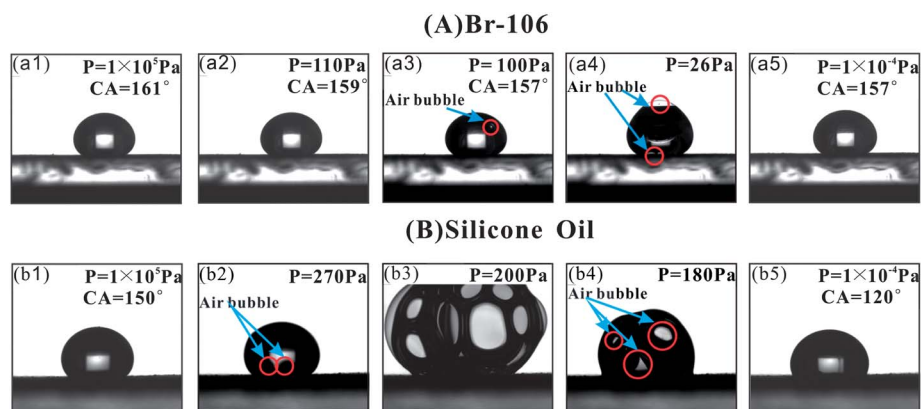 (A)Br-106
(a1) P=1×10⁵Pa
CA=161°
(a2) P=110Pa
CA=159°
(a3) P=100Pa
CA=157°
Air bubble
(a4) P=26Pa
Air bubble
(a5) P=1×10⁻⁴Pa
CA=157°
(B)Silicone Oil
(b1) P=1×10⁵Pa
CA=150°
(b2) P=270Pa
Air bubble
(b3) P=200Pa
(b4) P=180Pa
Air bubble
(b5) P=1×10⁻⁴Pa
CA=120°